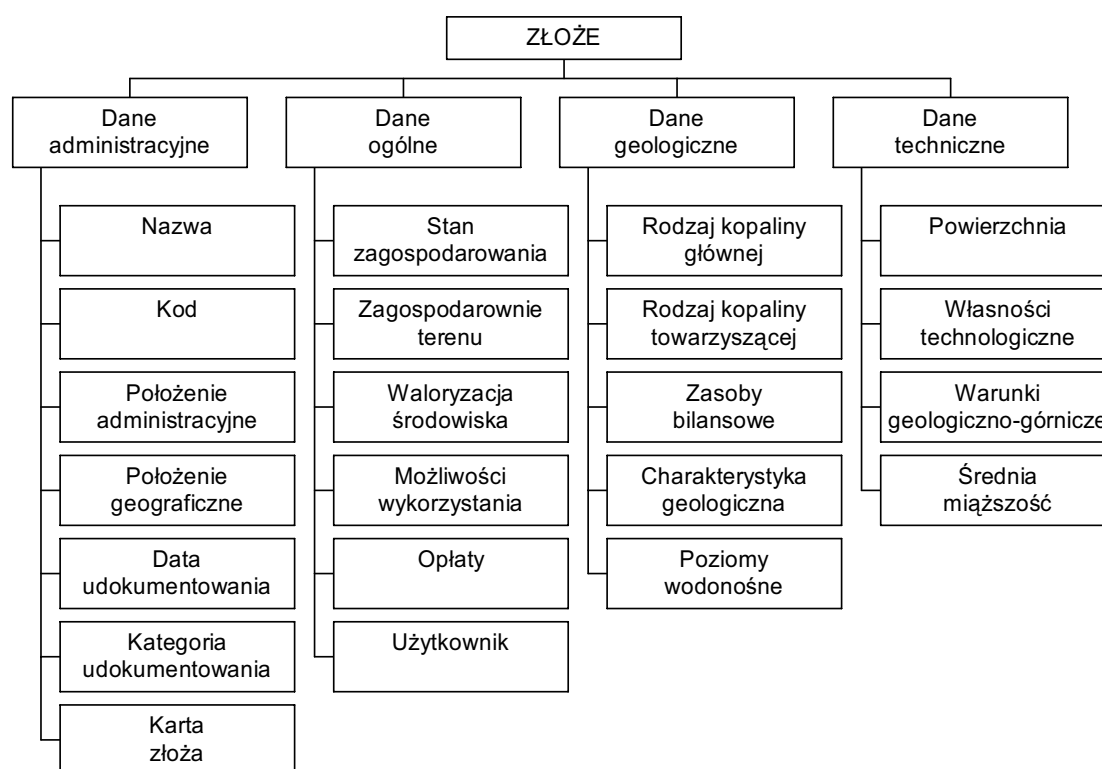 ZŁOŻE
Dane
administracyjne
Nazwa
Kod
Położenie
administracyjne
Położenie
geograficzne
Data
udokumentowania
Kategoria
udokumentowania
Karta
złoża
Dane
ogólne
Stan
zagospodarowania
Zagospodarownie
terenu
Waloryzacja
środowiska
Możliwości
wykorzystania
Opłaty
Użytkownik
Dane
geologiczne
Rodzaj kopaliny
głównej
Rodzaj kopaliny
towarzyszącej
Zasoby
bilansowe
Charakterystyka
geologiczna
Poziomy
wodonośne
Dane
techniczne
Powierzchnia
Własności
technologiczne
Warunki
geologiczno-górnicze
Średnia
miąższość